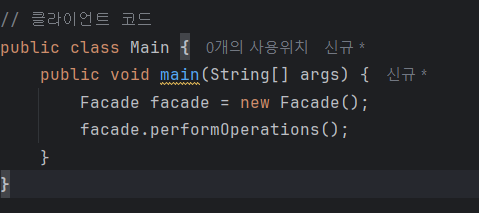 // 클라이언트 코드
public class Main {  0개의 사용위치  신규 *
    public void main(String[] args) {  신규 *
        Facade facade = new Facade();
        facade.performOperations();
    }
}